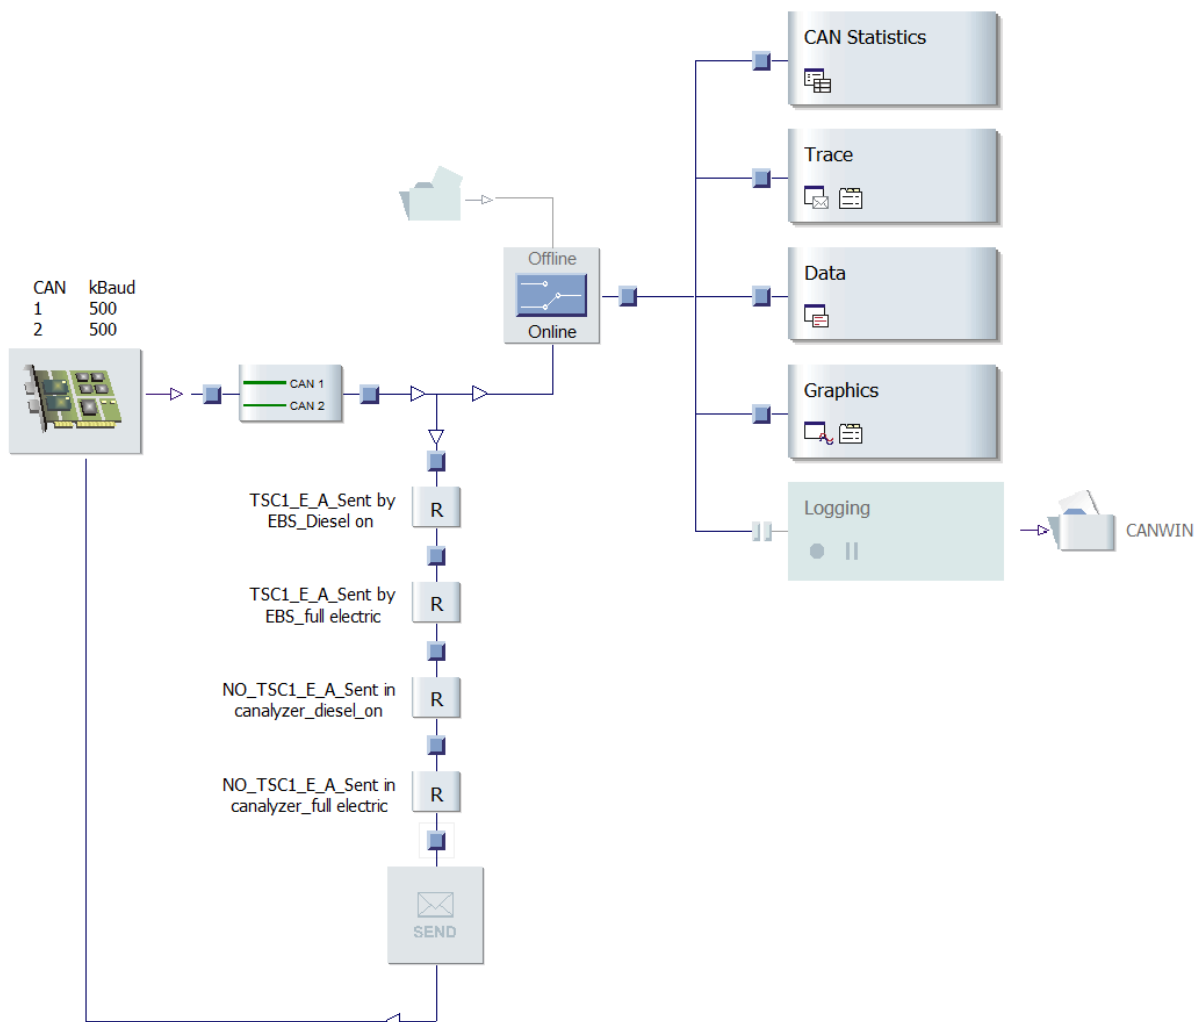 CAN Statistics
Trace
Offline
Online
Data
CAN kBaud
1 500
2 500
CAN 1
CAN 2
Graphics
TSC1_E_A_Sent by
EBS_Diesel on
R
Logging
CANWIN
TSC1_E_A_Sent by
EBS_full electric
R
NO_TSC1_E_A_Sent in
canalyzer_diesel_on
R
NO_TSC1_E_A_Sent in
canalyzer_full electric
R
SEND